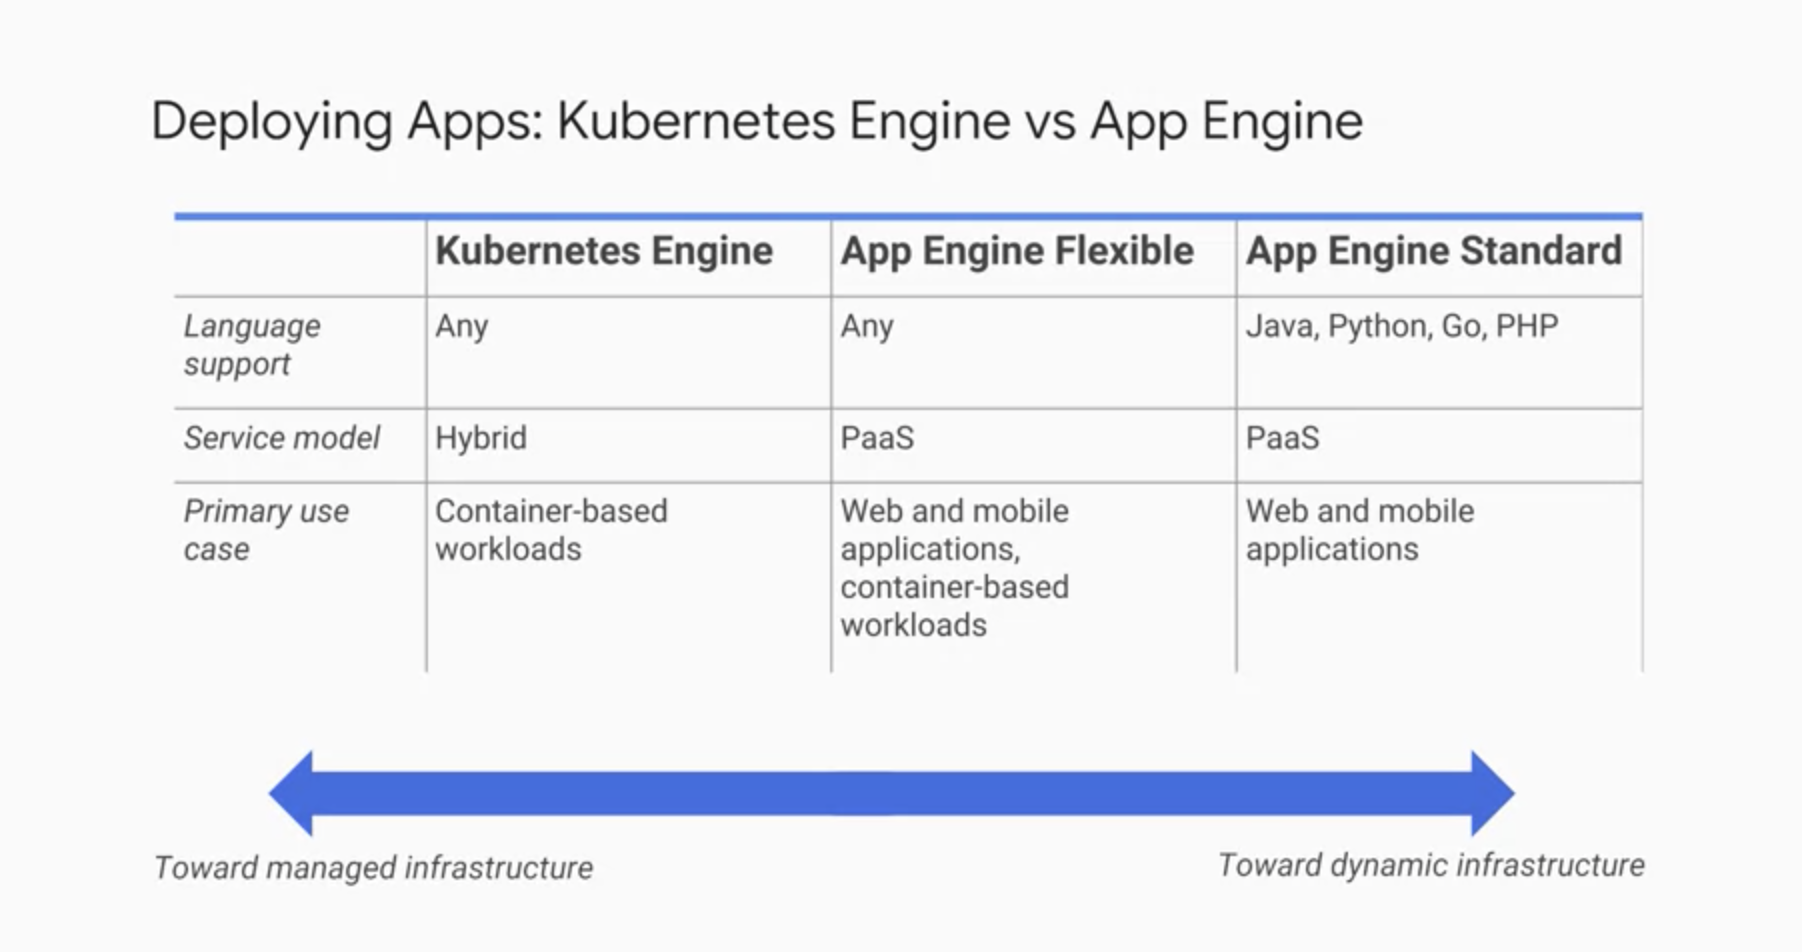 Deploying Apps: Kubernetes Engine vs App Engine
Kubernetes Engine
App Engine Flexible
App Engine Standard
Language
support
Any
Any
Java, Python, Go, PHP
Service model
Hybrid
PaaS
PaaS
Primary use
case
Container-based
workloads
Web and mobile
applications,
container-based
workloads
Web and mobile
applications
Toward managed infrastructure
Toward dynamic infrastructure